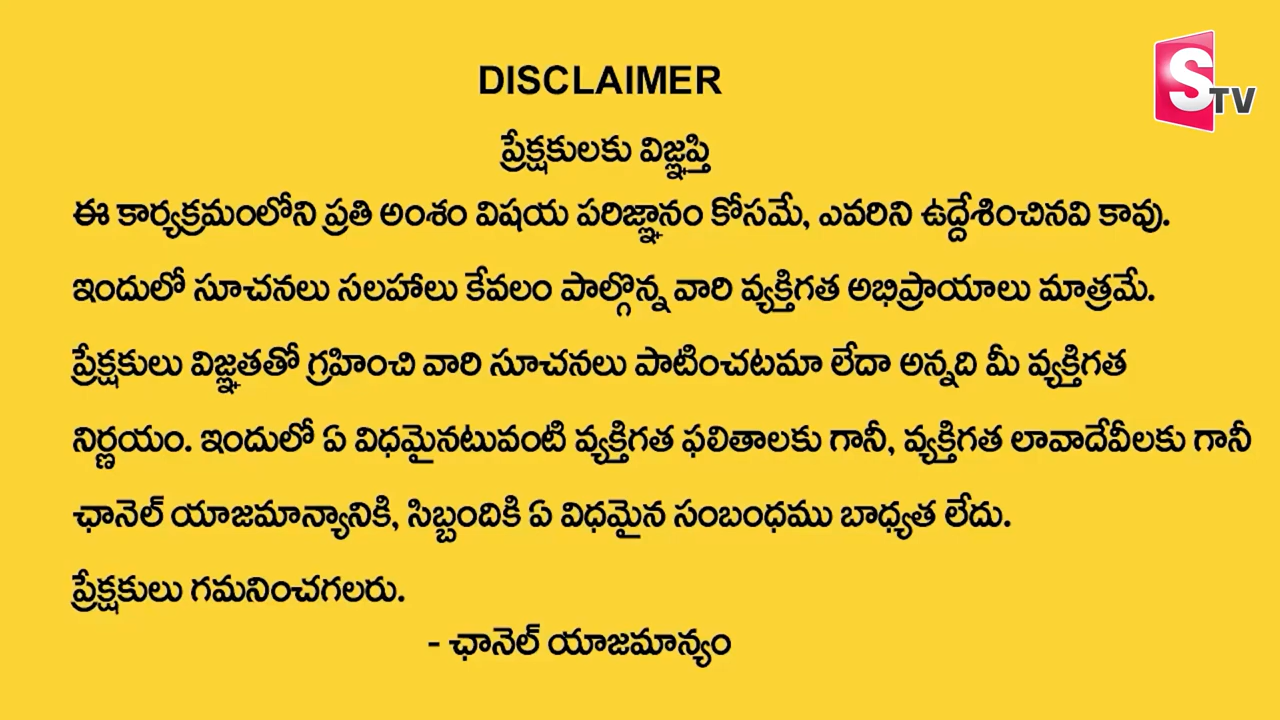 DISCLAIMER
STV
ప్రేక్షకులకు విజ్ఞప్తి
ఈ కార్యక్రమంలోని ప్రతి అంశం విషయ పరిజ్ఞానం కోసమే, ఎవరిని ఉద్దేశించినవి కావు.
ఇందులో సూచనలు సలహాలు కేవలం పాల్గొన్న వారి వ్యక్తిగత అభిప్రాయాలు మాత్రమే.
ప్రేక్షకులు విజ్ఞతతో గ్రహించి వారి సూచనలు పాటించటమా లేదా అన్నది మీ వ్యక్తిగత
నిర్ణయం. ఇందులో ఏ విధమైనటువంటి వ్యక్తిగత ఫలితాలకు గానీ, వ్యక్తిగత లావాదేవీలకు గానీ
ఛానెల్ యాజమాన్యానికి, సిబ్బందికి ఏ విధమైన సంబంధము బాధ్యత లేదు.
ప్రేక్షకులు గమనించగలరు.
- ఛానెల్ యాజమాన్యం